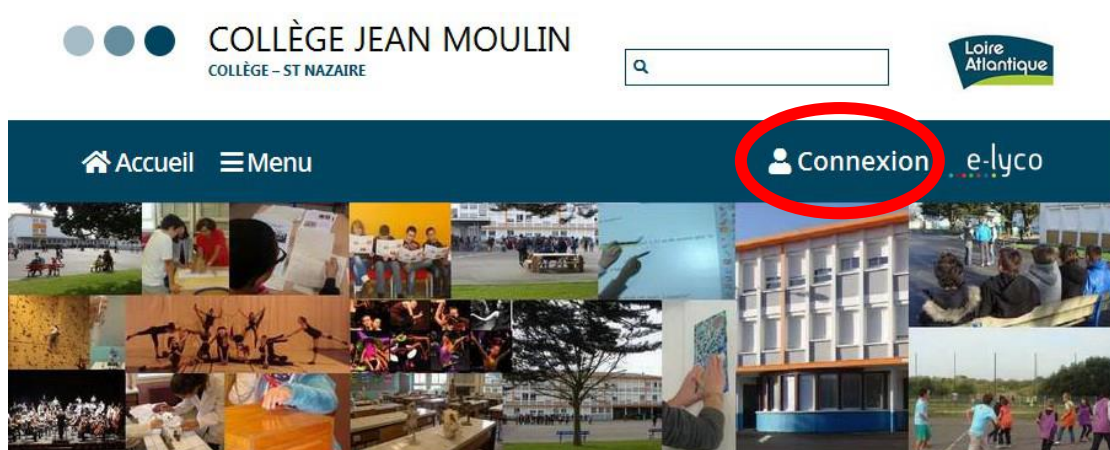 COLLÈGE JEAN MOULIN
COLLÈGE – ST NAZAIRE
Loire
Atlantique
Accueil Menu Connexion e-lyco